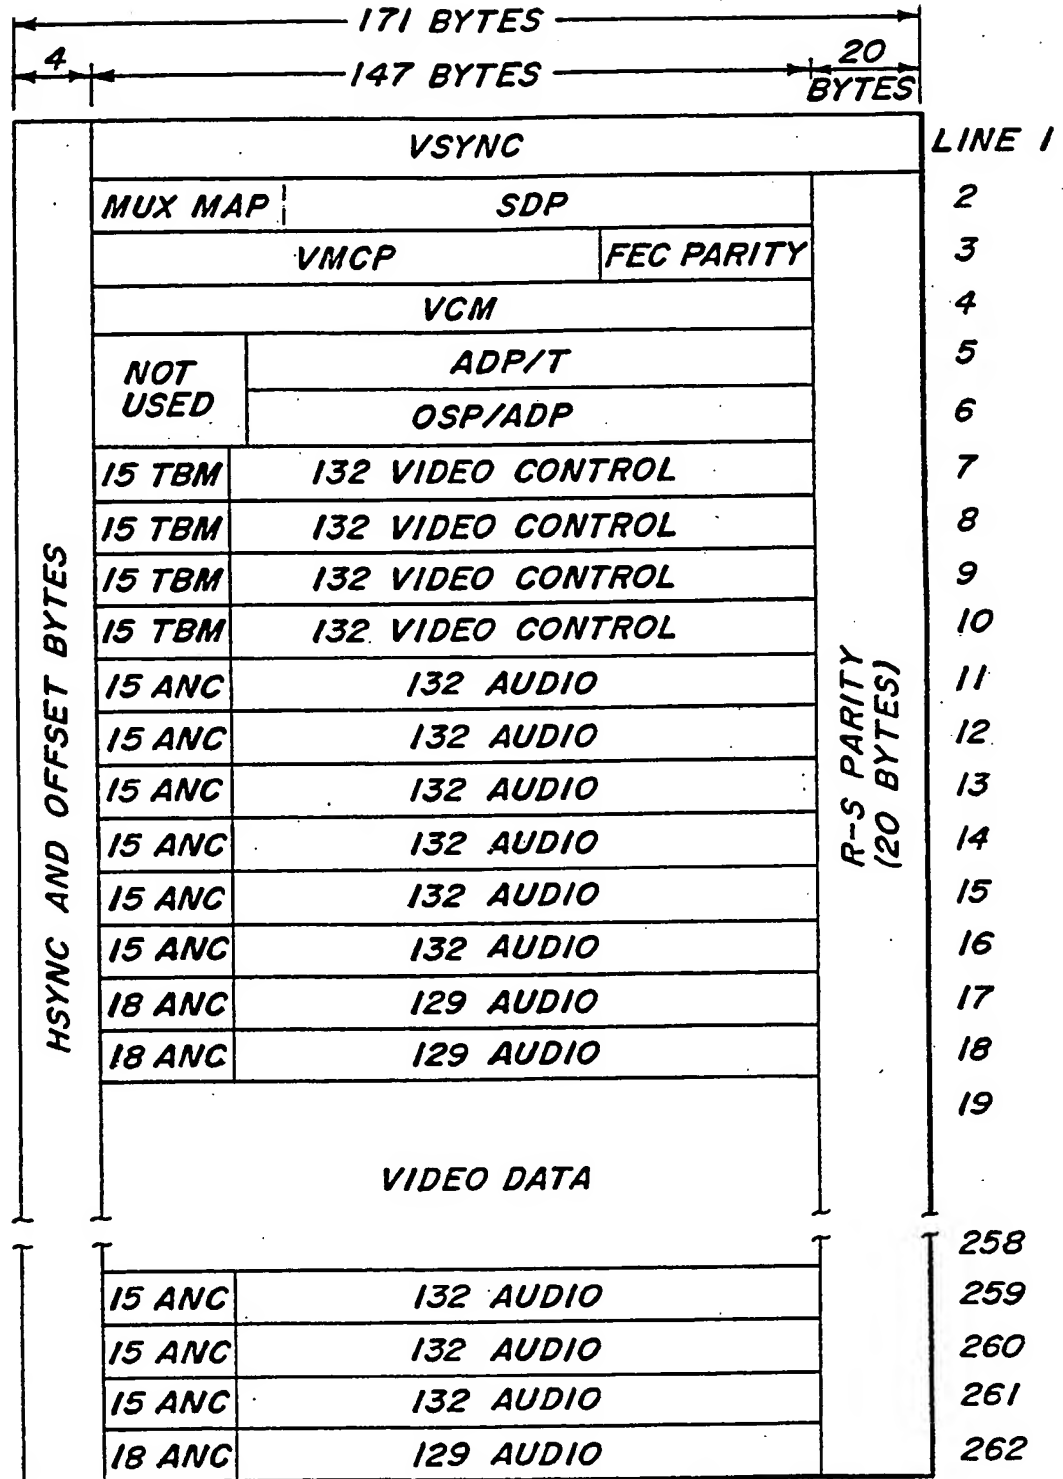 171 BYTES
4 147 BYTES 20
BYTES
VSYNC LINE 1
MUX MAP SDP 2
VMCP FEC PARITY 3
VCM 4
NOT USED ADP/T 5
OSP/ADP 6
15 TBM 132 VIDEO CONTROL 7
15 TBM 132 VIDEO CONTROL 8
15 TBM 132 VIDEO CONTROL 9
15 TBM 132 VIDEO CONTROL 10
15 ANC 132 AUDIO 11
15 ANC 132 AUDIO 12
15 ANC 132 AUDIO 13
15 ANC 132 AUDIO 14
15 ANC 132 AUDIO 15
15 ANC 132 AUDIO 16
18 ANC 129 AUDIO 17
18 ANC 129 AUDIO 18
19
VIDEO DATA
258
15 ANC 132 AUDIO 259
15 ANC 132 AUDIO 260
15 ANC 132 AUDIO 261
18 ANC 129 AUDIO 262
HSYNC AND OFFSET BYTES
R-S PARITY
(20 BYTES)